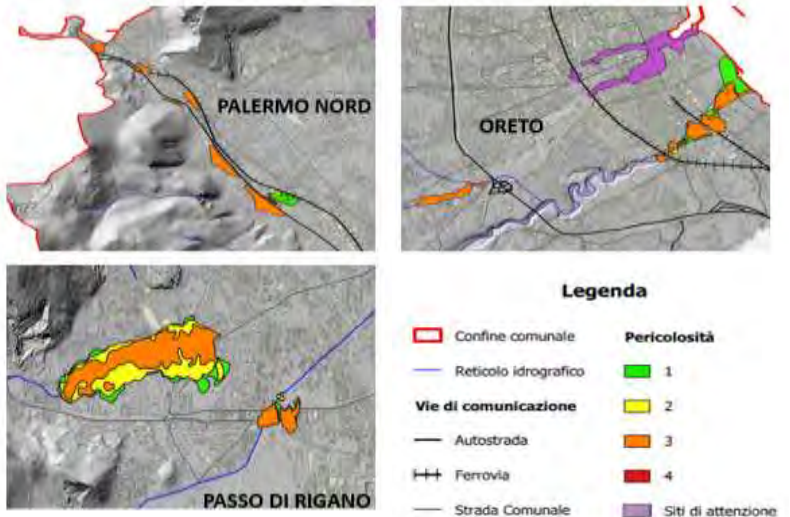 PALERMO NORD
ORETO
PASSO DI RIGANO
Legenda
Confine comunale
Reticolo idrografico
Vie di comunicazione
Autostrada
Ferrovia
Strada Comunale
Pericolosità
1
2
3
4
Siti di attenzione